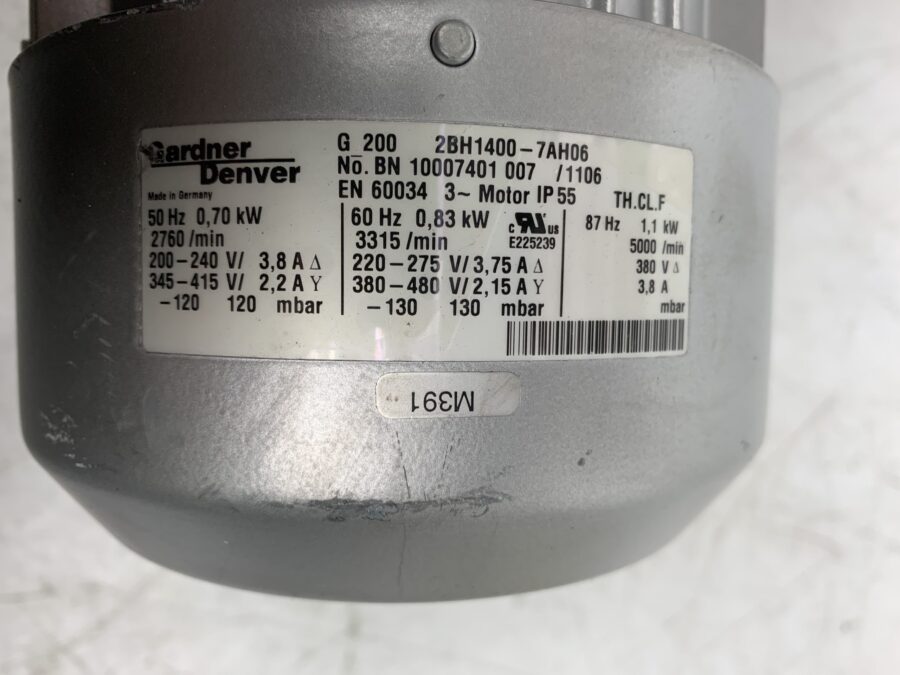 Gardner
Denver
Made in Germany
G_200 2BH1400-7AH06
No. BN 10007401 007 /1106
EN 60034 3~ Motor IP 55 TH.CL.F
50 Hz 0,70 kW
2760 /min
200-240 V/ 3,8 A Δ
345-415 V/ 2,2 A Y
-120 120 mbar
60 Hz 0,83 kW
3315 /min
c RU us
E225239
220-275 V/ 3,75 A Δ
380-480 V/ 2,15 A Y
-130 130 mbar
87 Hz 1,1 kW
5000 /min
380 V Δ
3,8 A
mbar
M391